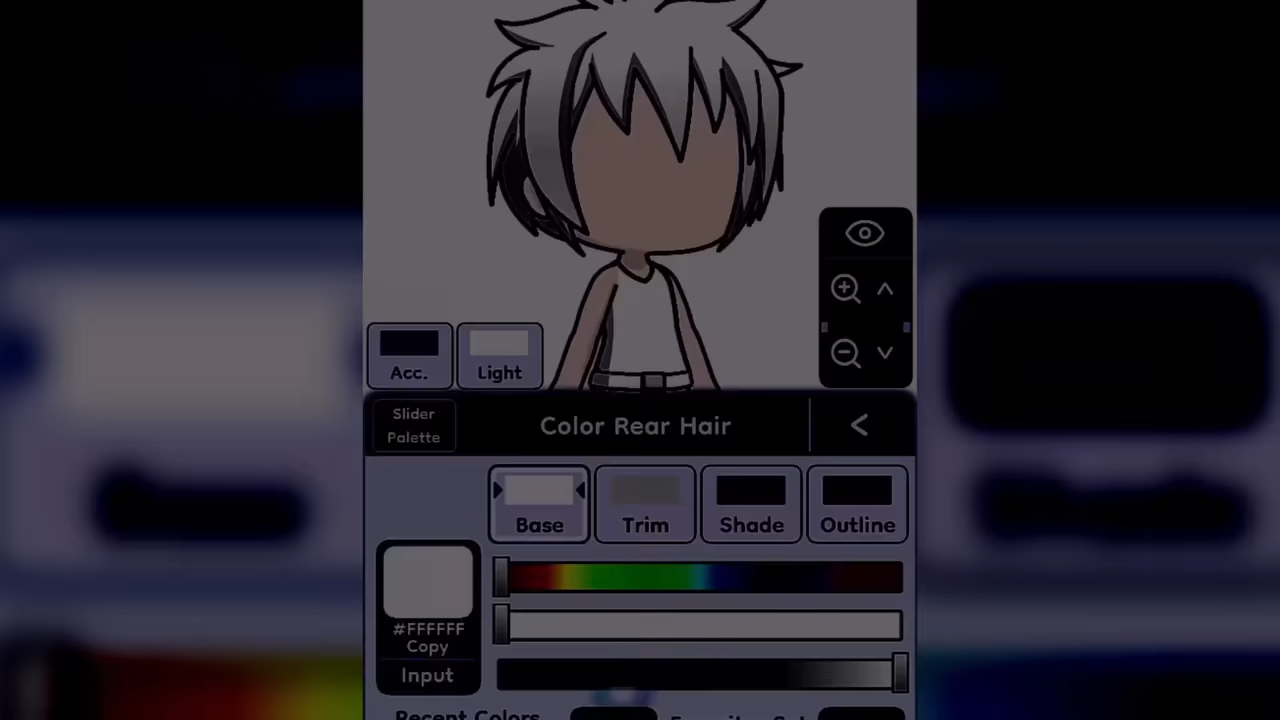 Acc.
Light
Slider
Palette
Color Rear Hair
Base
Trim
Shade
Outline
#FFFFFF
Copy
Input
Recent Colors